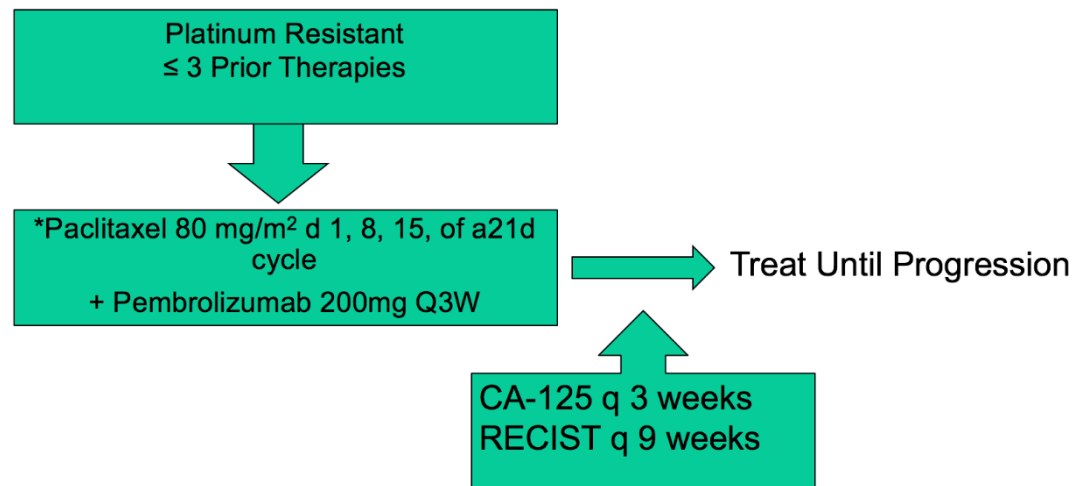 Platinum Resistant
≤ 3 Prior Therapies
*Paclitaxel 80 mg/m² d 1, 8, 15, of a21d
cycle
+ Pembrolizumab 200mg Q3W
Treat Until Progression
CA-125 q 3 weeks
RECIST q 9 weeks